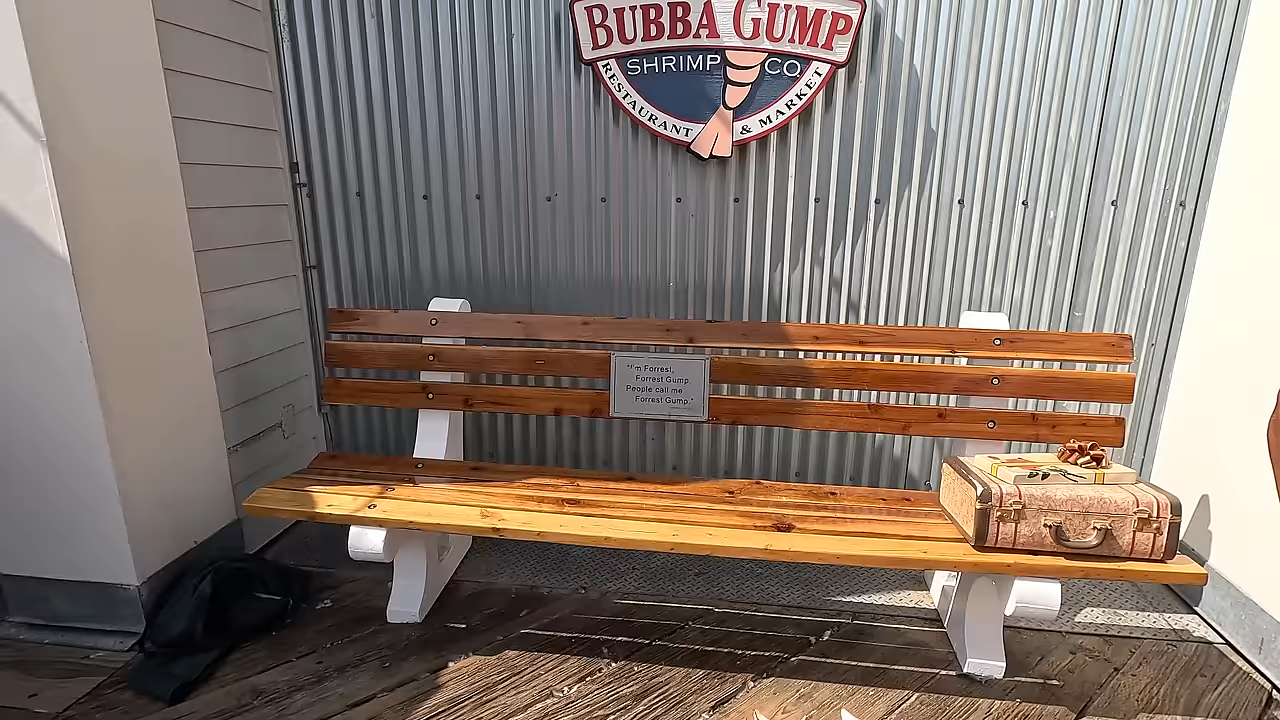 BUBBA GUMP
SHRIMP CO
RESTAURANT & MARKET
"I'm Forrest,
Forrest Gump.
People call me
Forrest Gump."